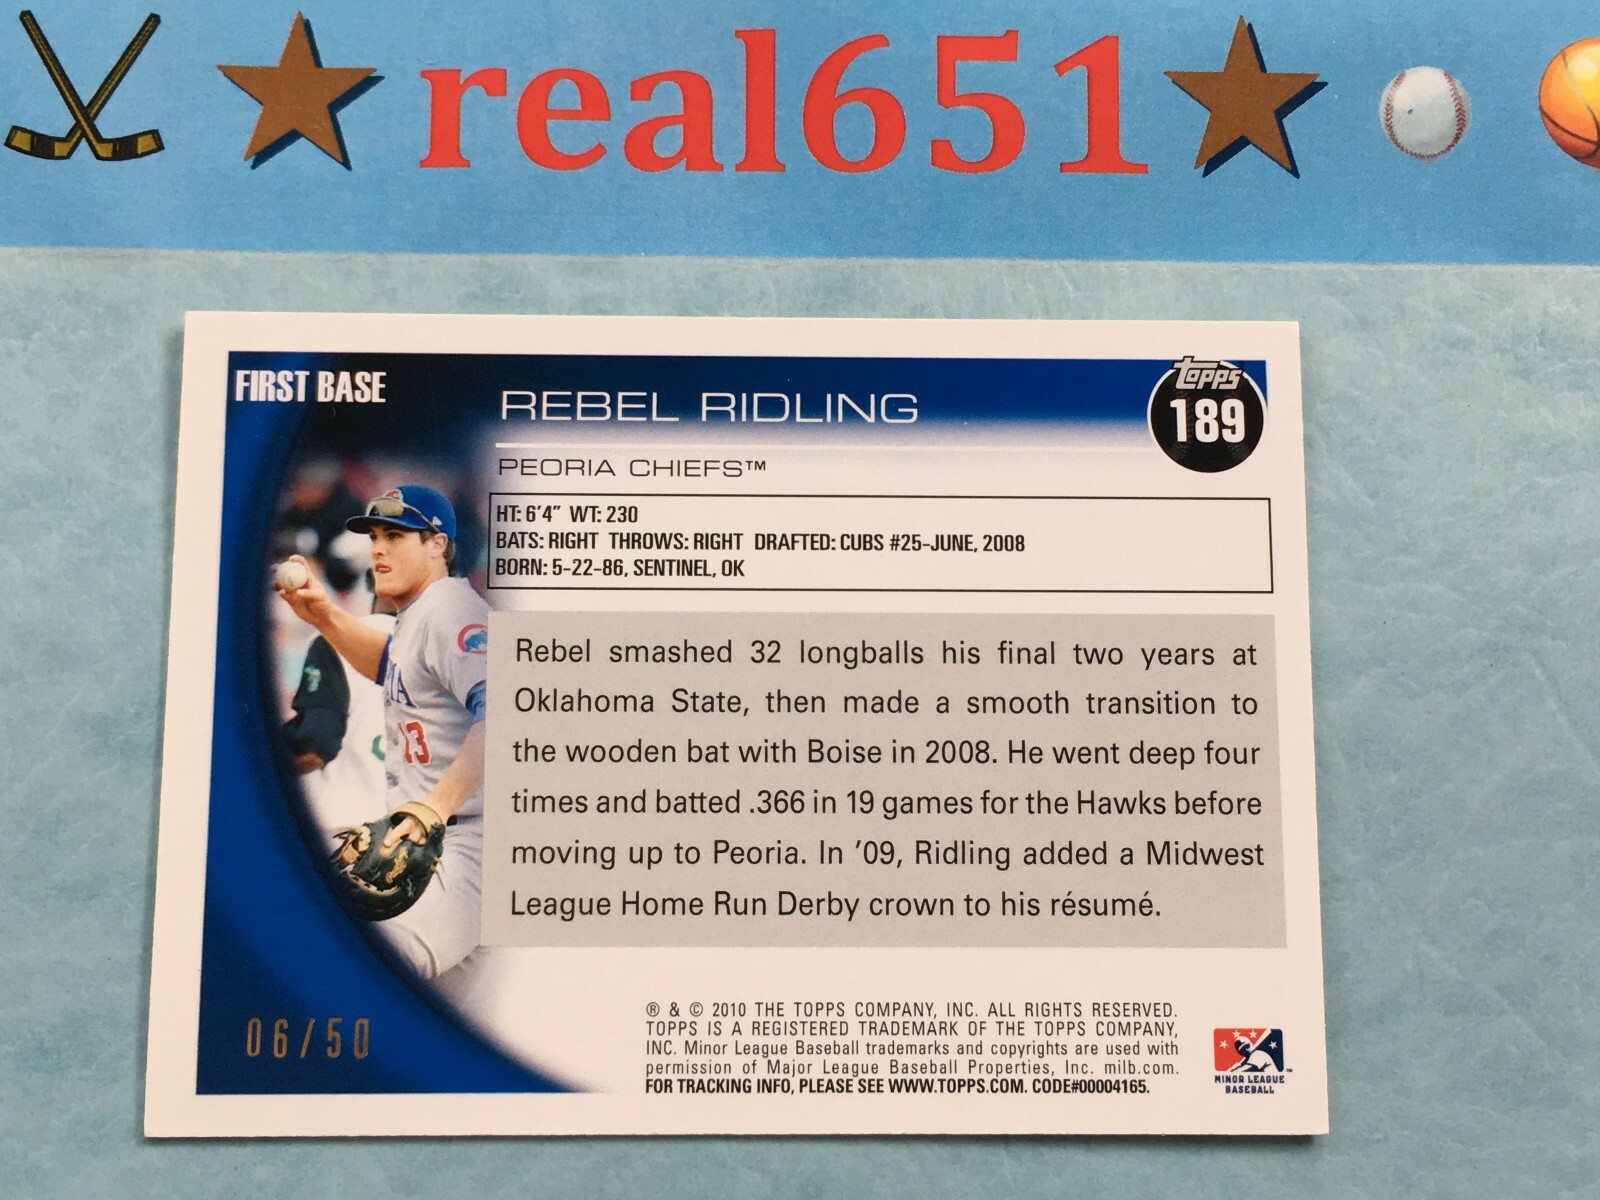 real651
FIRST BASE
REBEL RIDLING
topps
189
PEORIA CHIEFS™
HT: 6'4" WT: 230
BATS: RIGHT THROWS: RIGHT DRAFTED: CUBS #25-JUNE, 2008
BORN: 5-22-86, SENTINEL, OK
13
Rebel smashed 32 longballs his final two years at
Oklahoma State, then made a smooth transition to
the wooden bat with Boise in 2008. He went deep four
times and batted .366 in 19 games for the Hawks before
moving up to Peoria. In '09, Ridling added a Midwest
League Home Run Derby crown to his résumé.
06/50
® & © 2010 THE TOPPS COMPANY, INC. ALL RIGHTS RESERVED.
TOPPS IS A REGISTERED TRADEMARK OF THE TOPPS COMPANY,
INC. Minor League Baseball trademarks and copyrights are used with
permission of Major League Baseball Properties, Inc. milb.com.
FOR TRACKING INFO, PLEASE SEE WWW.TOPPS.COM. CODE#00004165.
MINOR LEAGUE™
BASEBALL